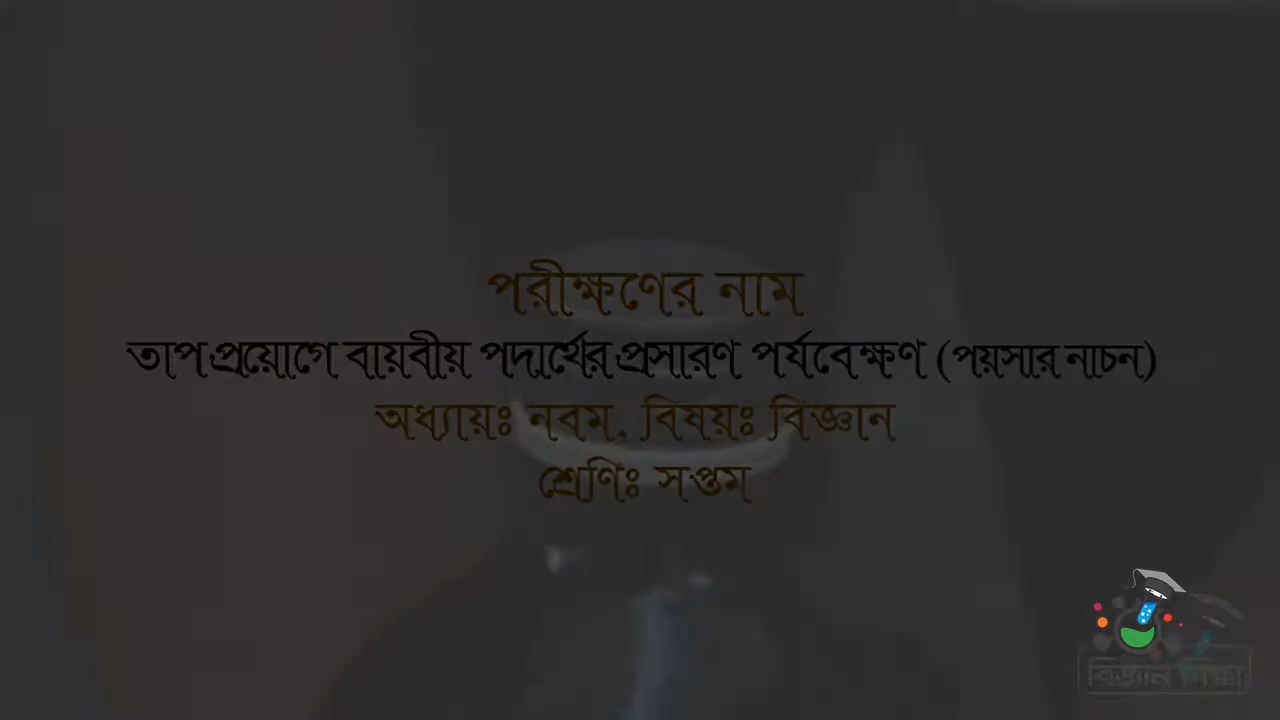 পরীক্ষণের নাম
তাপ প্রয়োগে বায়বীয় পদার্থের প্রসারণ পর্যবেক্ষণ (পয়সার নাচন)
অধ্যায়ঃ নবম, বিষয়ঃ বিজ্ঞান
শ্রেণিঃ সপ্তম
বিজ্ঞান শিক্ষা